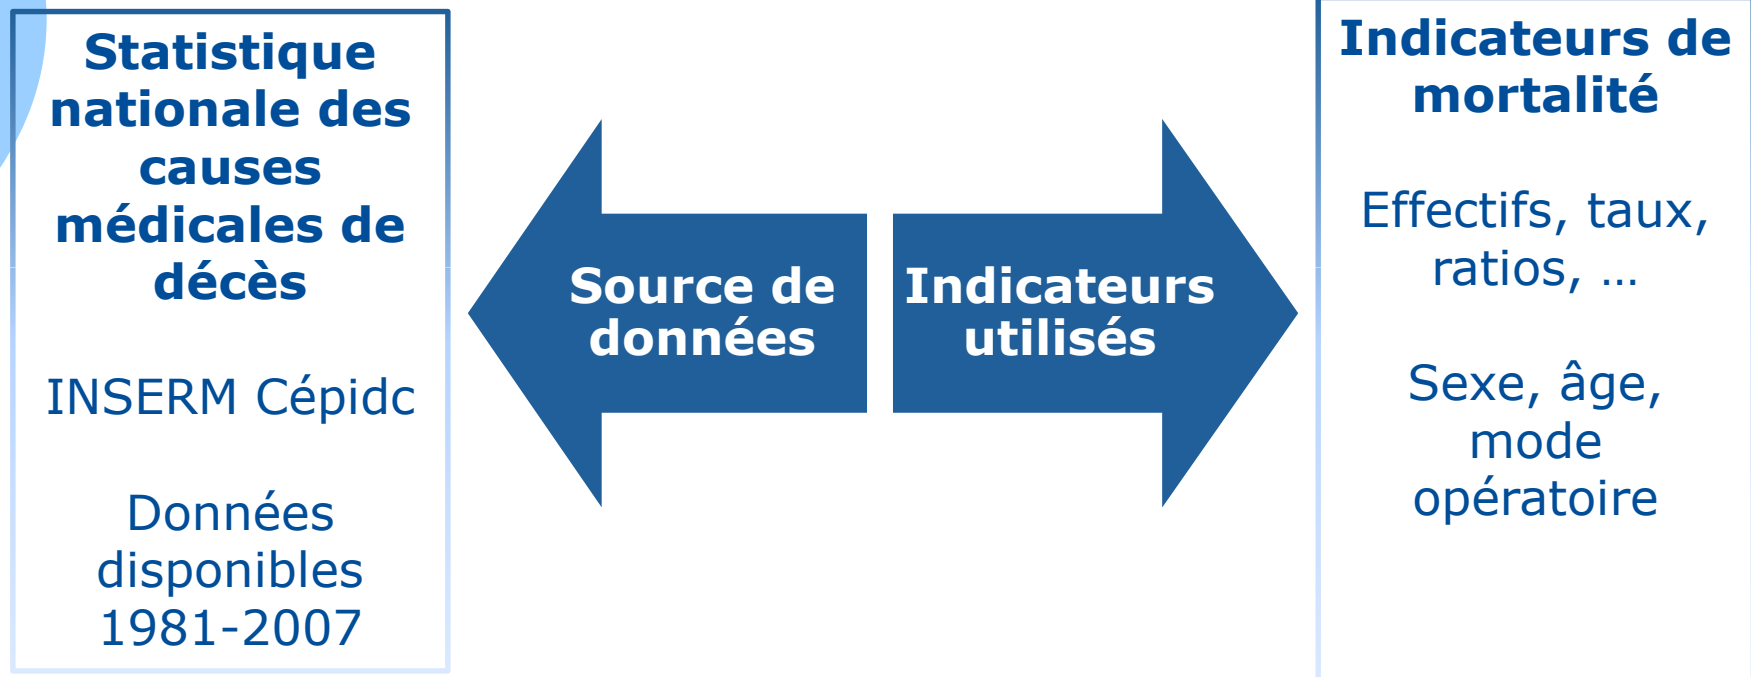 Statistique
nationale des
causes
médicales de
décès
INSERM Cépidc
Données
disponibles
1981-2007
Source de
données
Indicateurs
utilisés
Indicateurs de
mortalité
Effectifs, taux,
ratios, …
Sexe, âge,
mode
opératoire